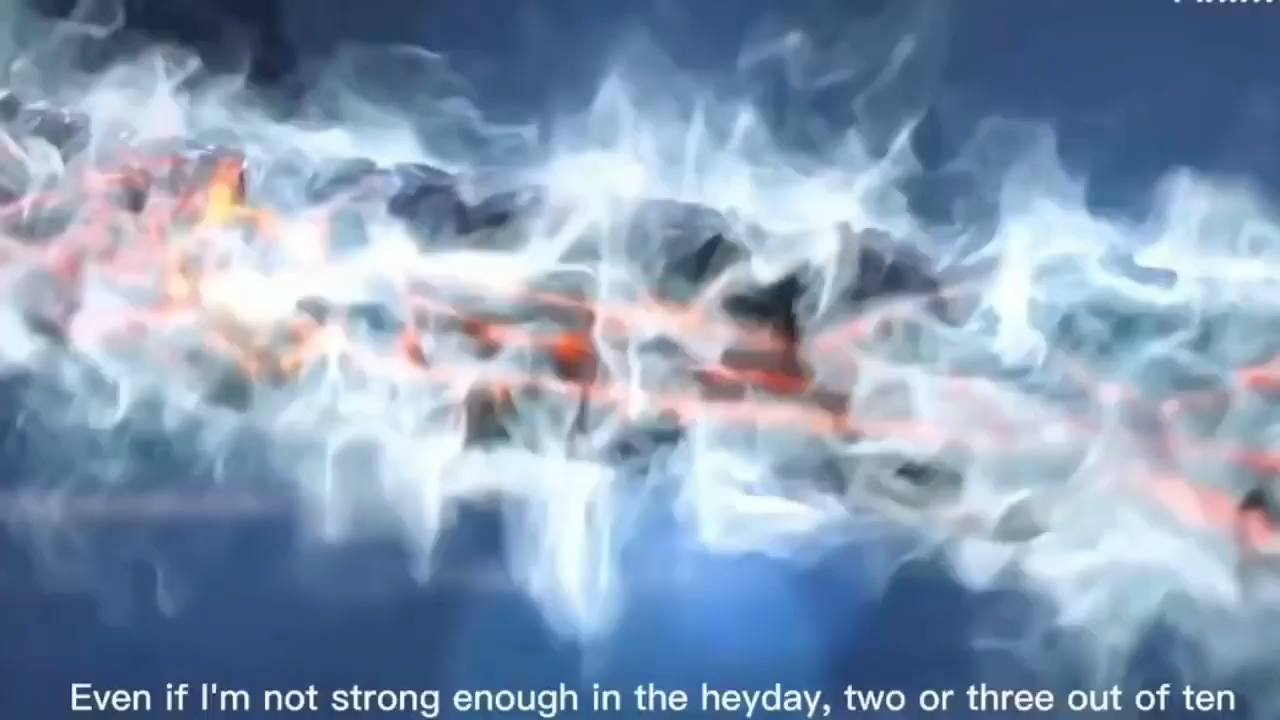 Even if I'm not strong enough in the heyday, two or three out of ten